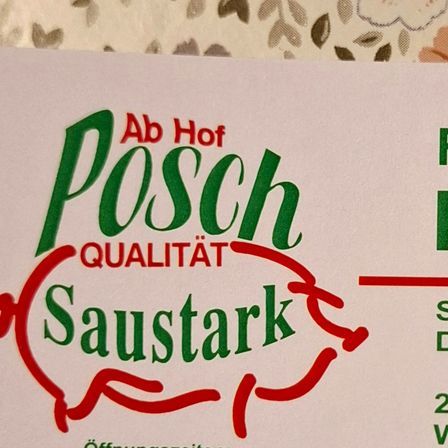 Ab Hof
Posch
QUALITÄT
Saustark